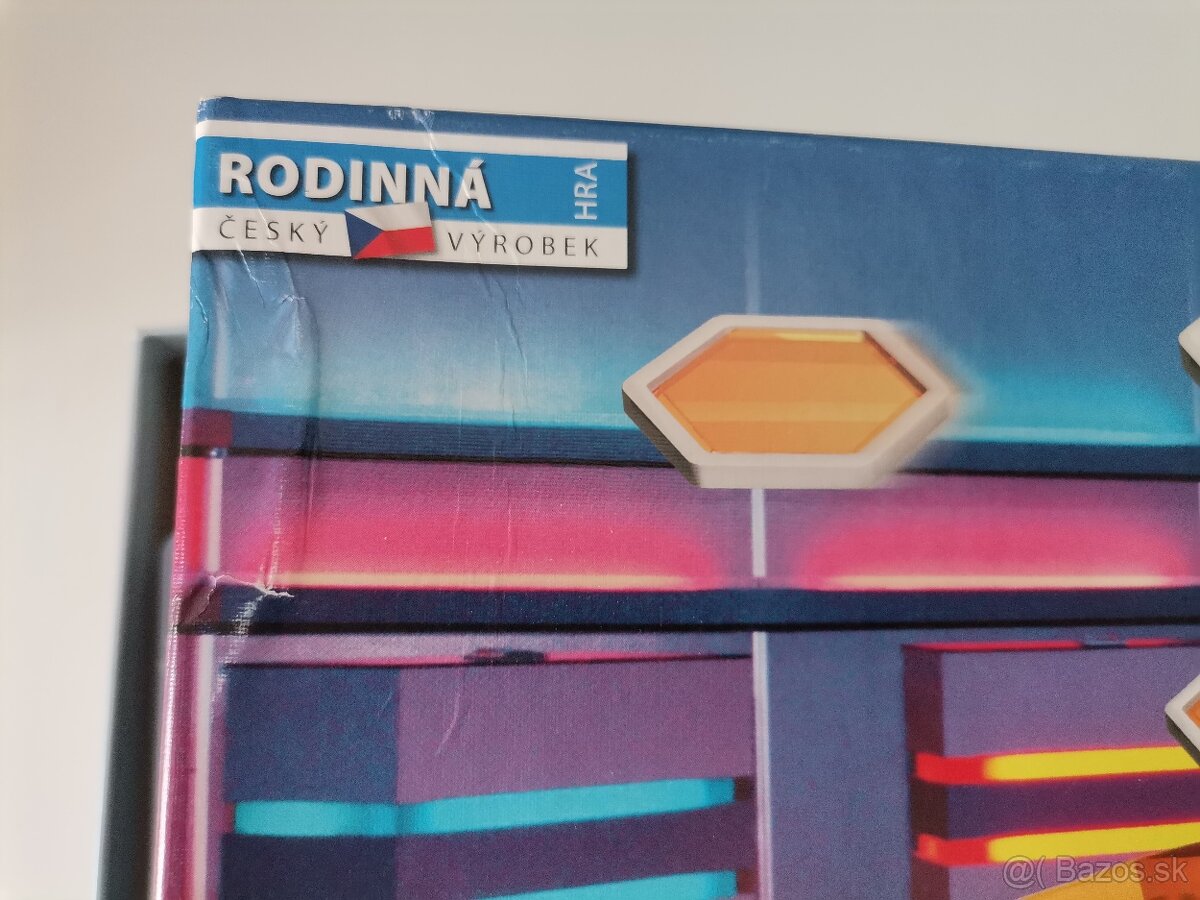 RODINNÁ
HRA
ČESKÝ VÝROBEK
@( Bazos.sk